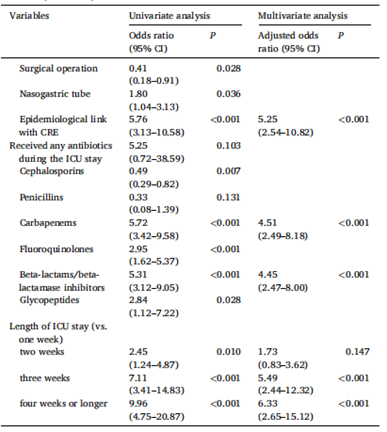 Variables Univariate analysis Multivariate analysis
Odds ratio P Adjusted odds P
(95% CI) ratio (95% CI)
Surgical operation 0.41 0.028
(0.18–0.91)
Nasogastric tube 1.80 0.036
(1.04–3.13)
Epidemiological link 5.76 <0.001 5.25 <0.001
with CRE (3.13–10.58) (2.54–10.82)
Received any antibiotics 5.25 0.103
during the ICU stay (0.72–38.59)
Cephalosporins 0.49 0.007
(0.29–0.82)
Penicillins 0.33 0.131
(0.08–1.39)
Carbapenems 5.72 <0.001 4.51 <0.001
(3.42–9.58) (2.49–8.18)
Fluoroquinolones 2.95 <0.001
(1.62–5.37)
Beta-lactams/beta- 5.31 <0.001 4.45 <0.001
lactamase inhibitors (3.12–9.05) (2.47–8.00)
Glycopeptides 2.84 0.028
(1.12–7.22)
Length of ICU stay (vs.
one week)
two weeks 2.45 0.010 1.73 0.147
(1.24–4.87) (0.83–3.62)
three weeks 7.11 <0.001 5.49 <0.001
(3.41–14.83) (2.44–12.32)
four weeks or longer 9.96 <0.001 6.33 <0.001
(4.75–20.87) (2.65–15.12)